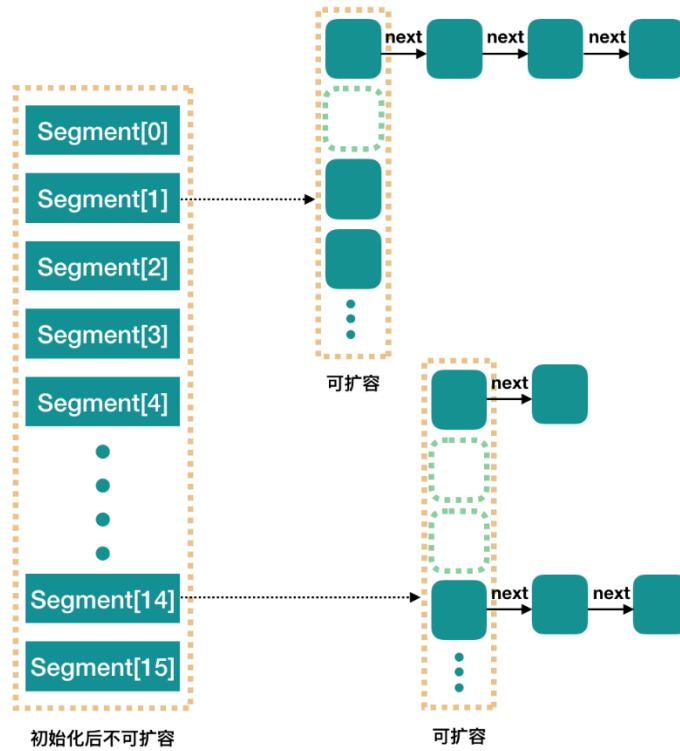 next next next
Segment[0]
Segment[1]
Segment[2]
Segment[3]
可扩容
Segment[4]
next
Segment[14]
next next
Segment[15]
初始化后不可扩容
可扩容